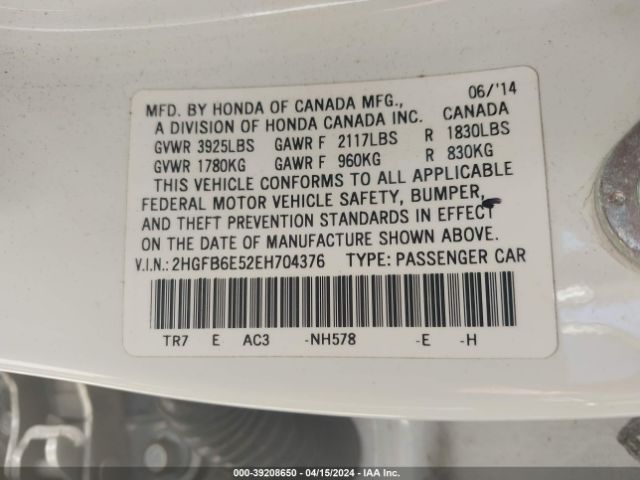 06/'14
MFD. BY HONDA OF CANADA MFG.,
A DIVISION OF HONDA CANADA INC. CANADA
GVWR 3925LBS GAWR F 2117LBS R 1830LBS
GVWR 1780KG GAWR F 960KG R 830KG
THIS VEHICLE CONFORMS TO ALL APPLICABLE
FEDERAL MOTOR VEHICLE SAFETY, BUMPER,
AND THEFT PREVENTION STANDARDS IN EFFECT
ON THE DATE OF MANUFACTURE SHOWN ABOVE.
V.I.N.: 2HGFB6E52EH704376 TYPE: PASSENGER CAR
TR7 E AC3 -NH578 -E -H
000-39208650 - 04/15/2024 - IAA Inc.